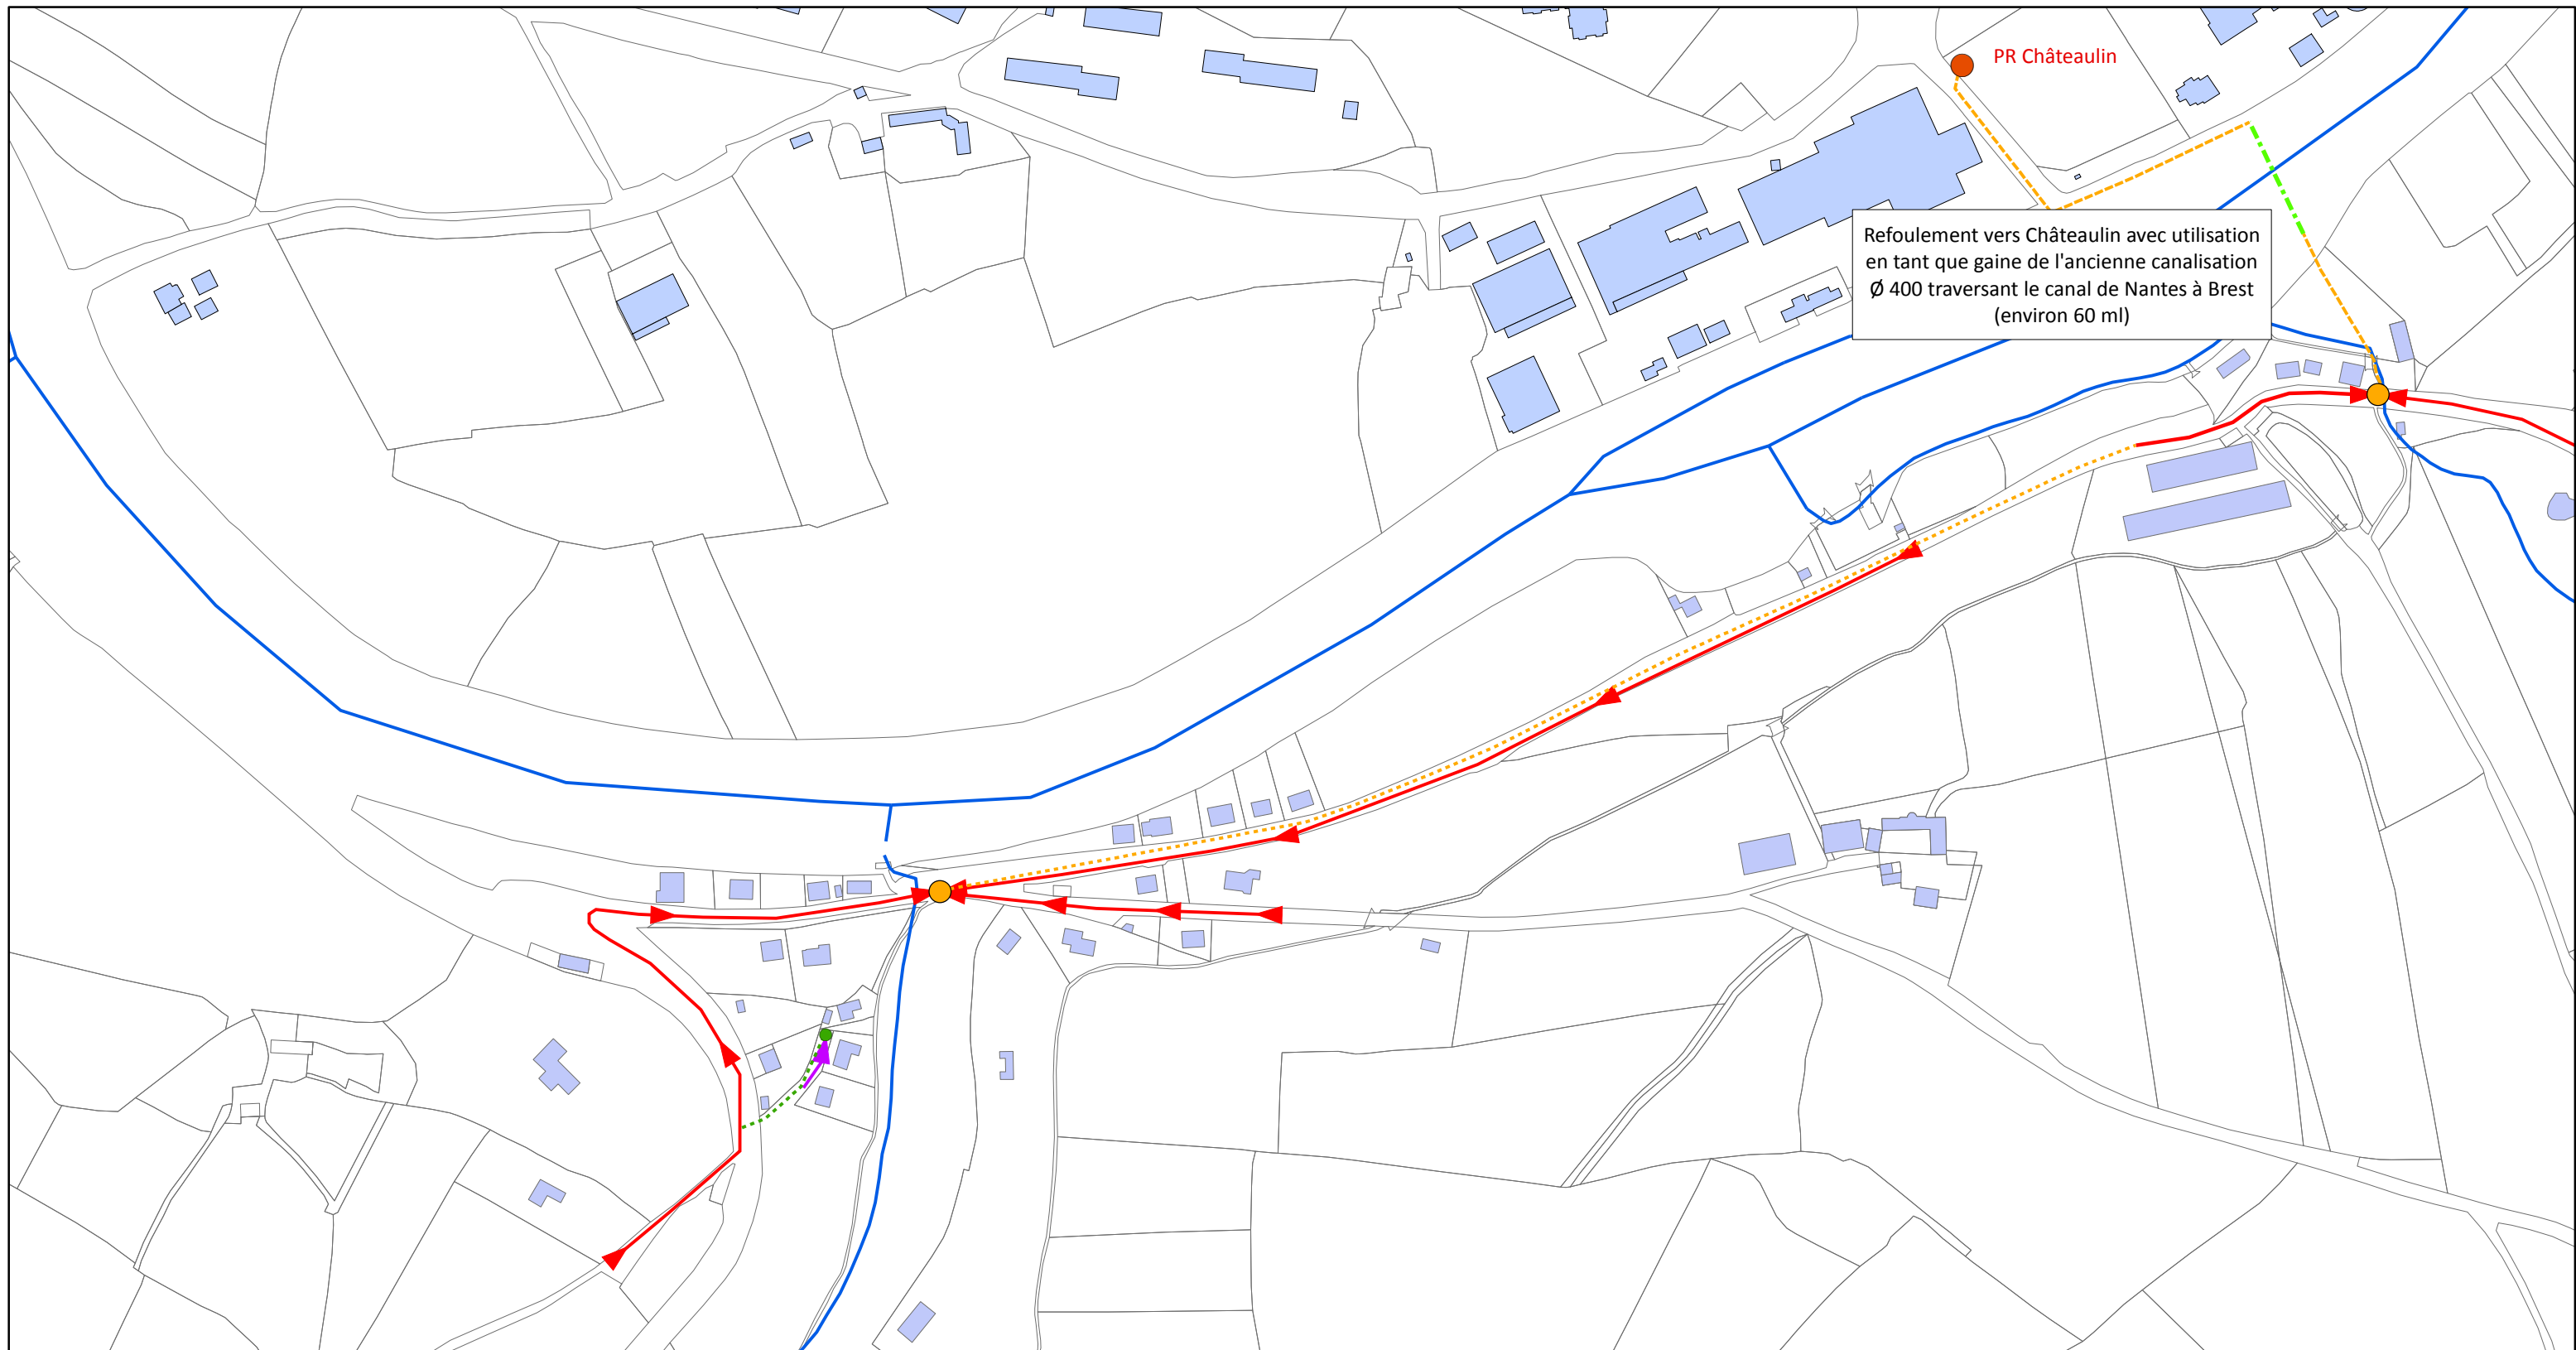 PR Châteaulin
Refoulement vers Châteaulin avec utilisation
en tant que gaine de l'ancienne canalisation
Ø 400 traversant le canal de Nantes à Brest
(environ 60 ml)